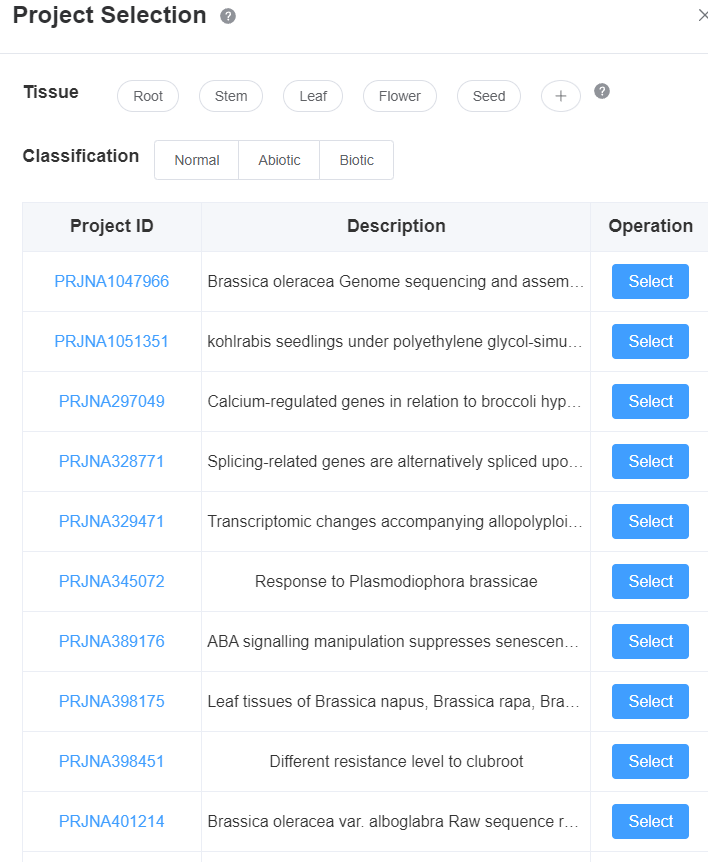 Project Selection ?
Tissue Root Stem Leaf Flower Seed + ?
Classification Normal Abiotic Biotic
Project ID Description Operation
PRJNA1047966 Brassica oleracea Genome sequencing and assem... Select
PRJNA1051351 kohlrabis seedlings under polyethylene glycol-simu... Select
PRJNA297049 Calcium-regulated genes in relation to broccoli hyp... Select
PRJNA328771 Splicing-related genes are alternatively spliced upo... Select
PRJNA329471 Transcriptomic changes accompanying allopolyploi... Select
PRJNA345072 Response to Plasmodiophora brassicae Select
PRJNA389176 ABA signalling manipulation suppresses senescen... Select
PRJNA398175 Leaf tissues of Brassica napus, Brassica rapa, Bra... Select
PRJNA398451 Different resistance level to clubroot Select
PRJNA401214 Brassica oleracea var. alboglabra Raw sequence r... Select